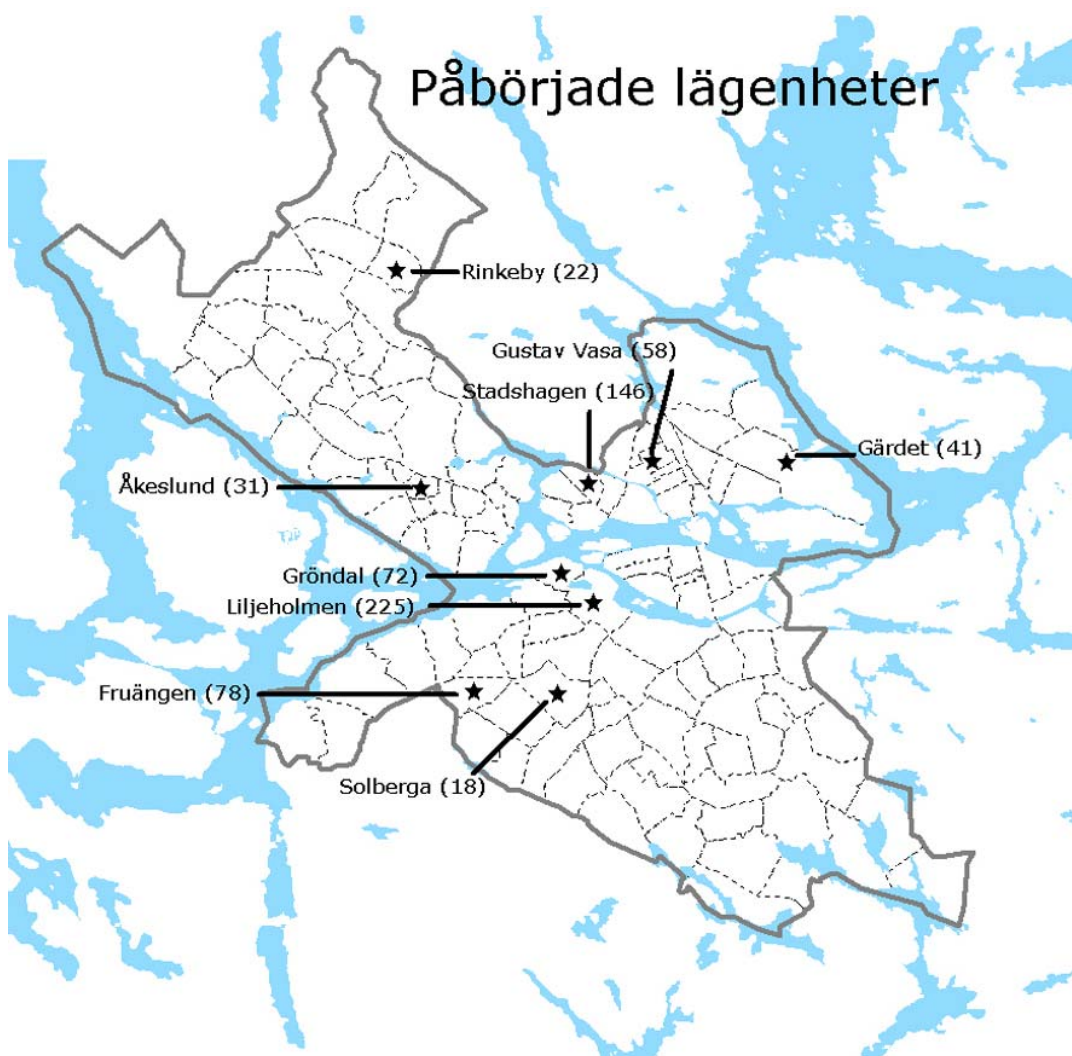 Påbörjade lägenheter
Rinkeby (22)
Gustav Vasa (58)
Stadshagen (146)
Gärdet (41)
Åkeslund (31)
Gröndal (72)
Liljeholmen (225)
Fruängen (78)
Solberga (18)